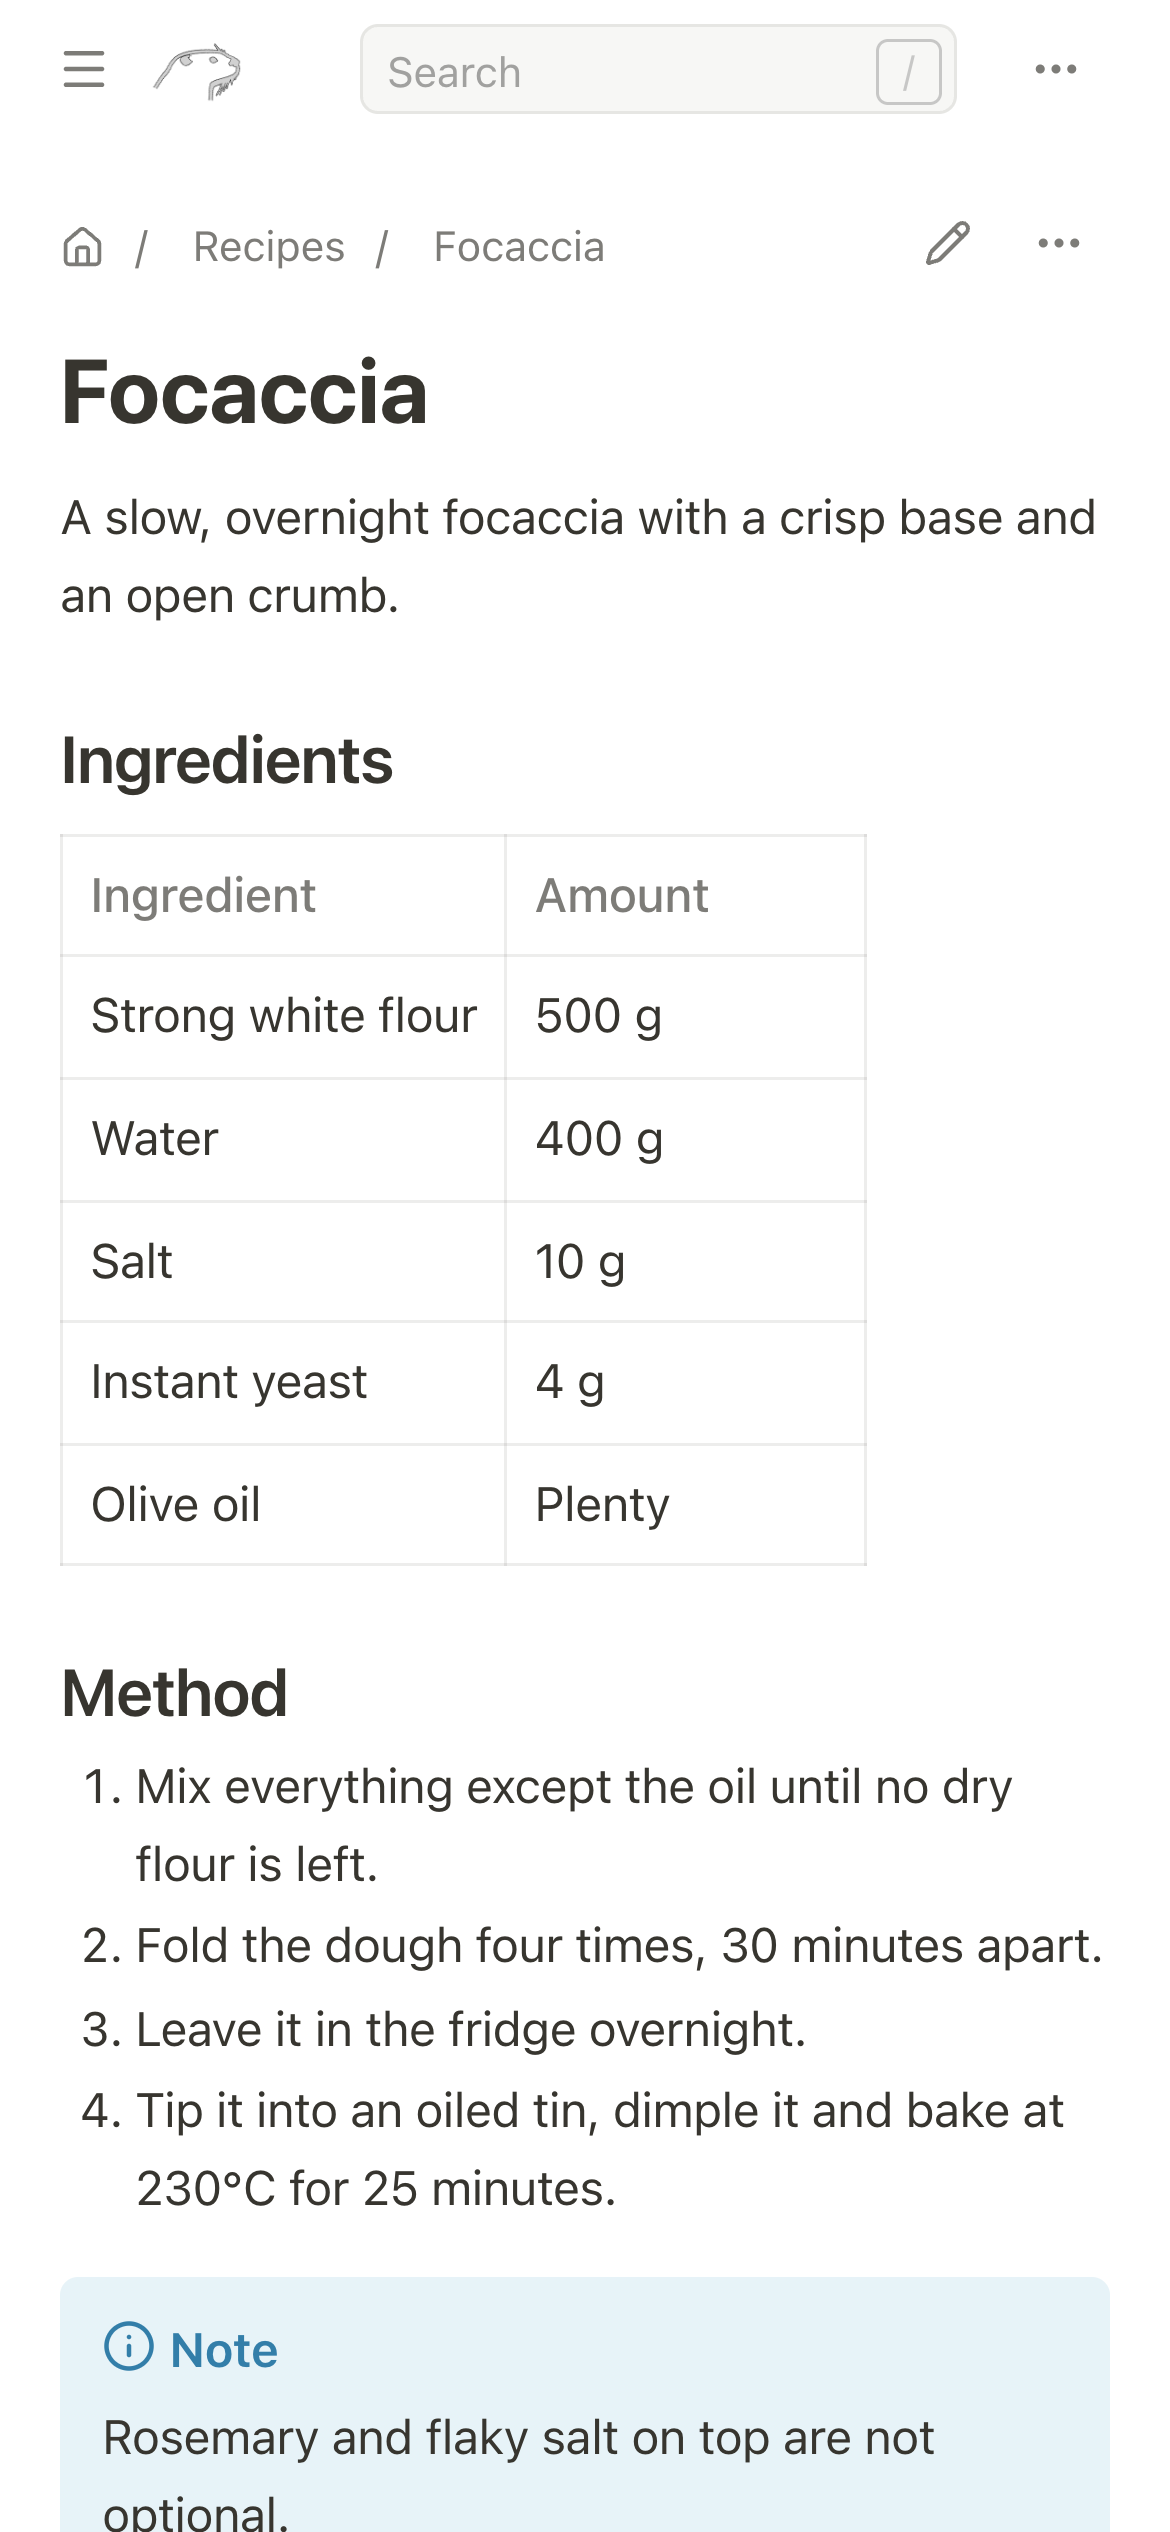 Search /
/ Recipes / Focaccia
Focaccia
A slow, overnight focaccia with a crisp base and
an open crumb.
Ingredients
Ingredient Amount
Strong white flour 500 g
Water 400 g
Salt 10 g
Instant yeast 4 g
Olive oil Plenty
Method
1. Mix everything except the oil until no dry
flour is left.
2. Fold the dough four times, 30 minutes apart.
3. Leave it in the fridge overnight.
4. Tip it into an oiled tin, dimple it and bake at
230°C for 25 minutes.
Note
Rosemary and flaky salt on top are not
optional.